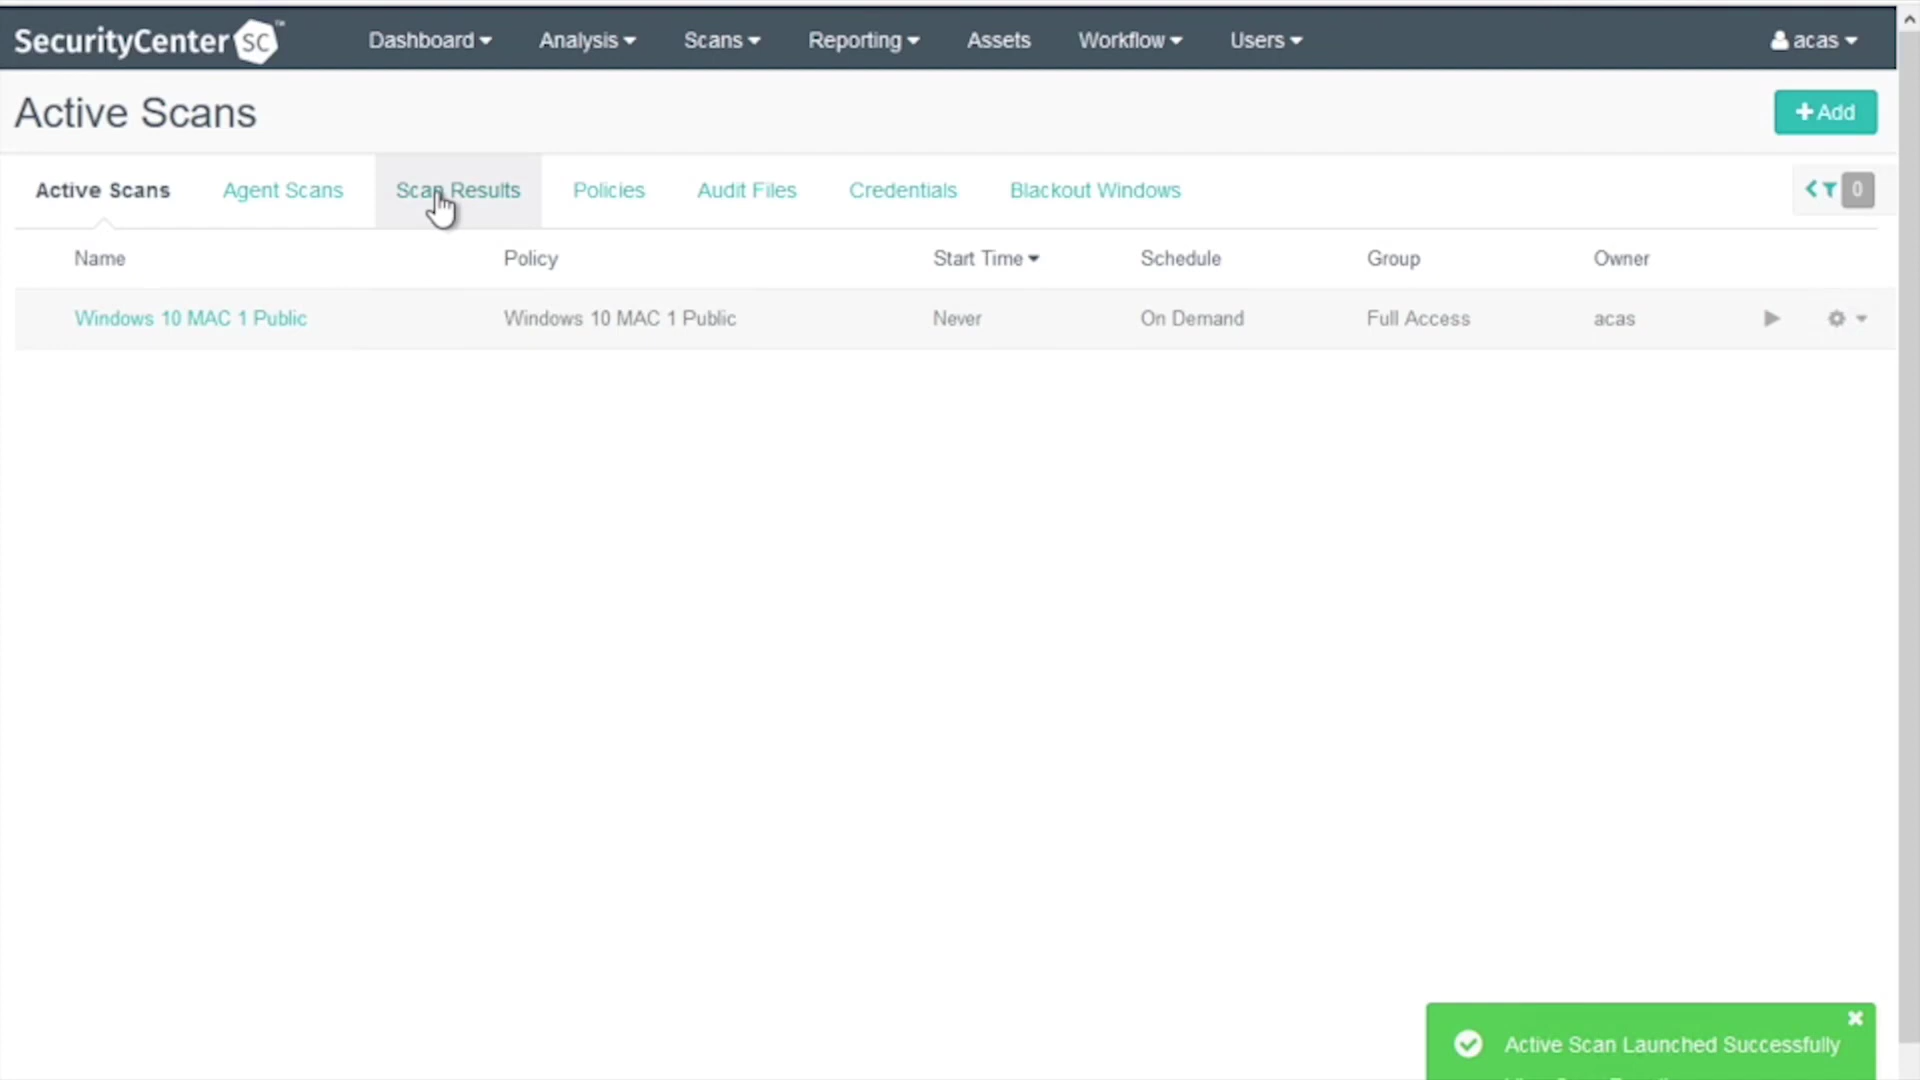 SecurityCenter SC™ Dashboard Analysis Scans Reporting Assets Workflow Users acas
Active Scans
Add
Active Scans Agent Scans Scan Results Policies Audit Files Credentials Blackout Windows 0
Name Policy Start Time Schedule Group Owner
Windows 10 MAC 1 Public Windows 10 MAC 1 Public Never On Demand Full Access acas
Active Scan Launched Successfully